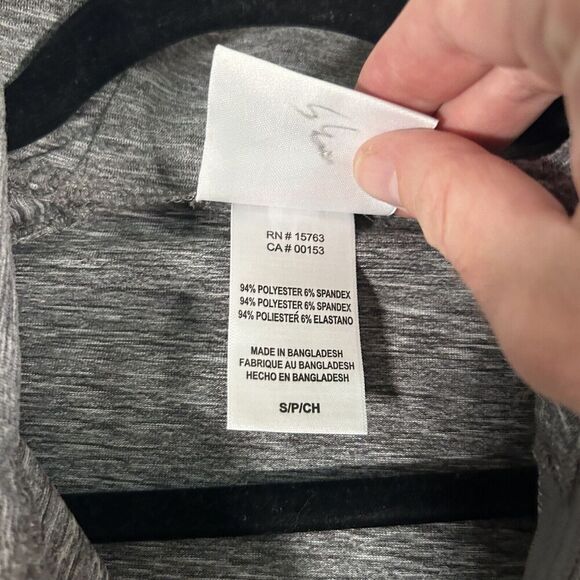 RN # 15763
CA # 00153
94% POLYESTER 6% SPANDEX
94% POLYESTER 6% SPANDEX
94% POLIESTER 6% ELASTANO
MADE IN BANGLADESH
FABRIQUE AU BANGLADESH
HECHO EN BANGLADESH
S/P/CH